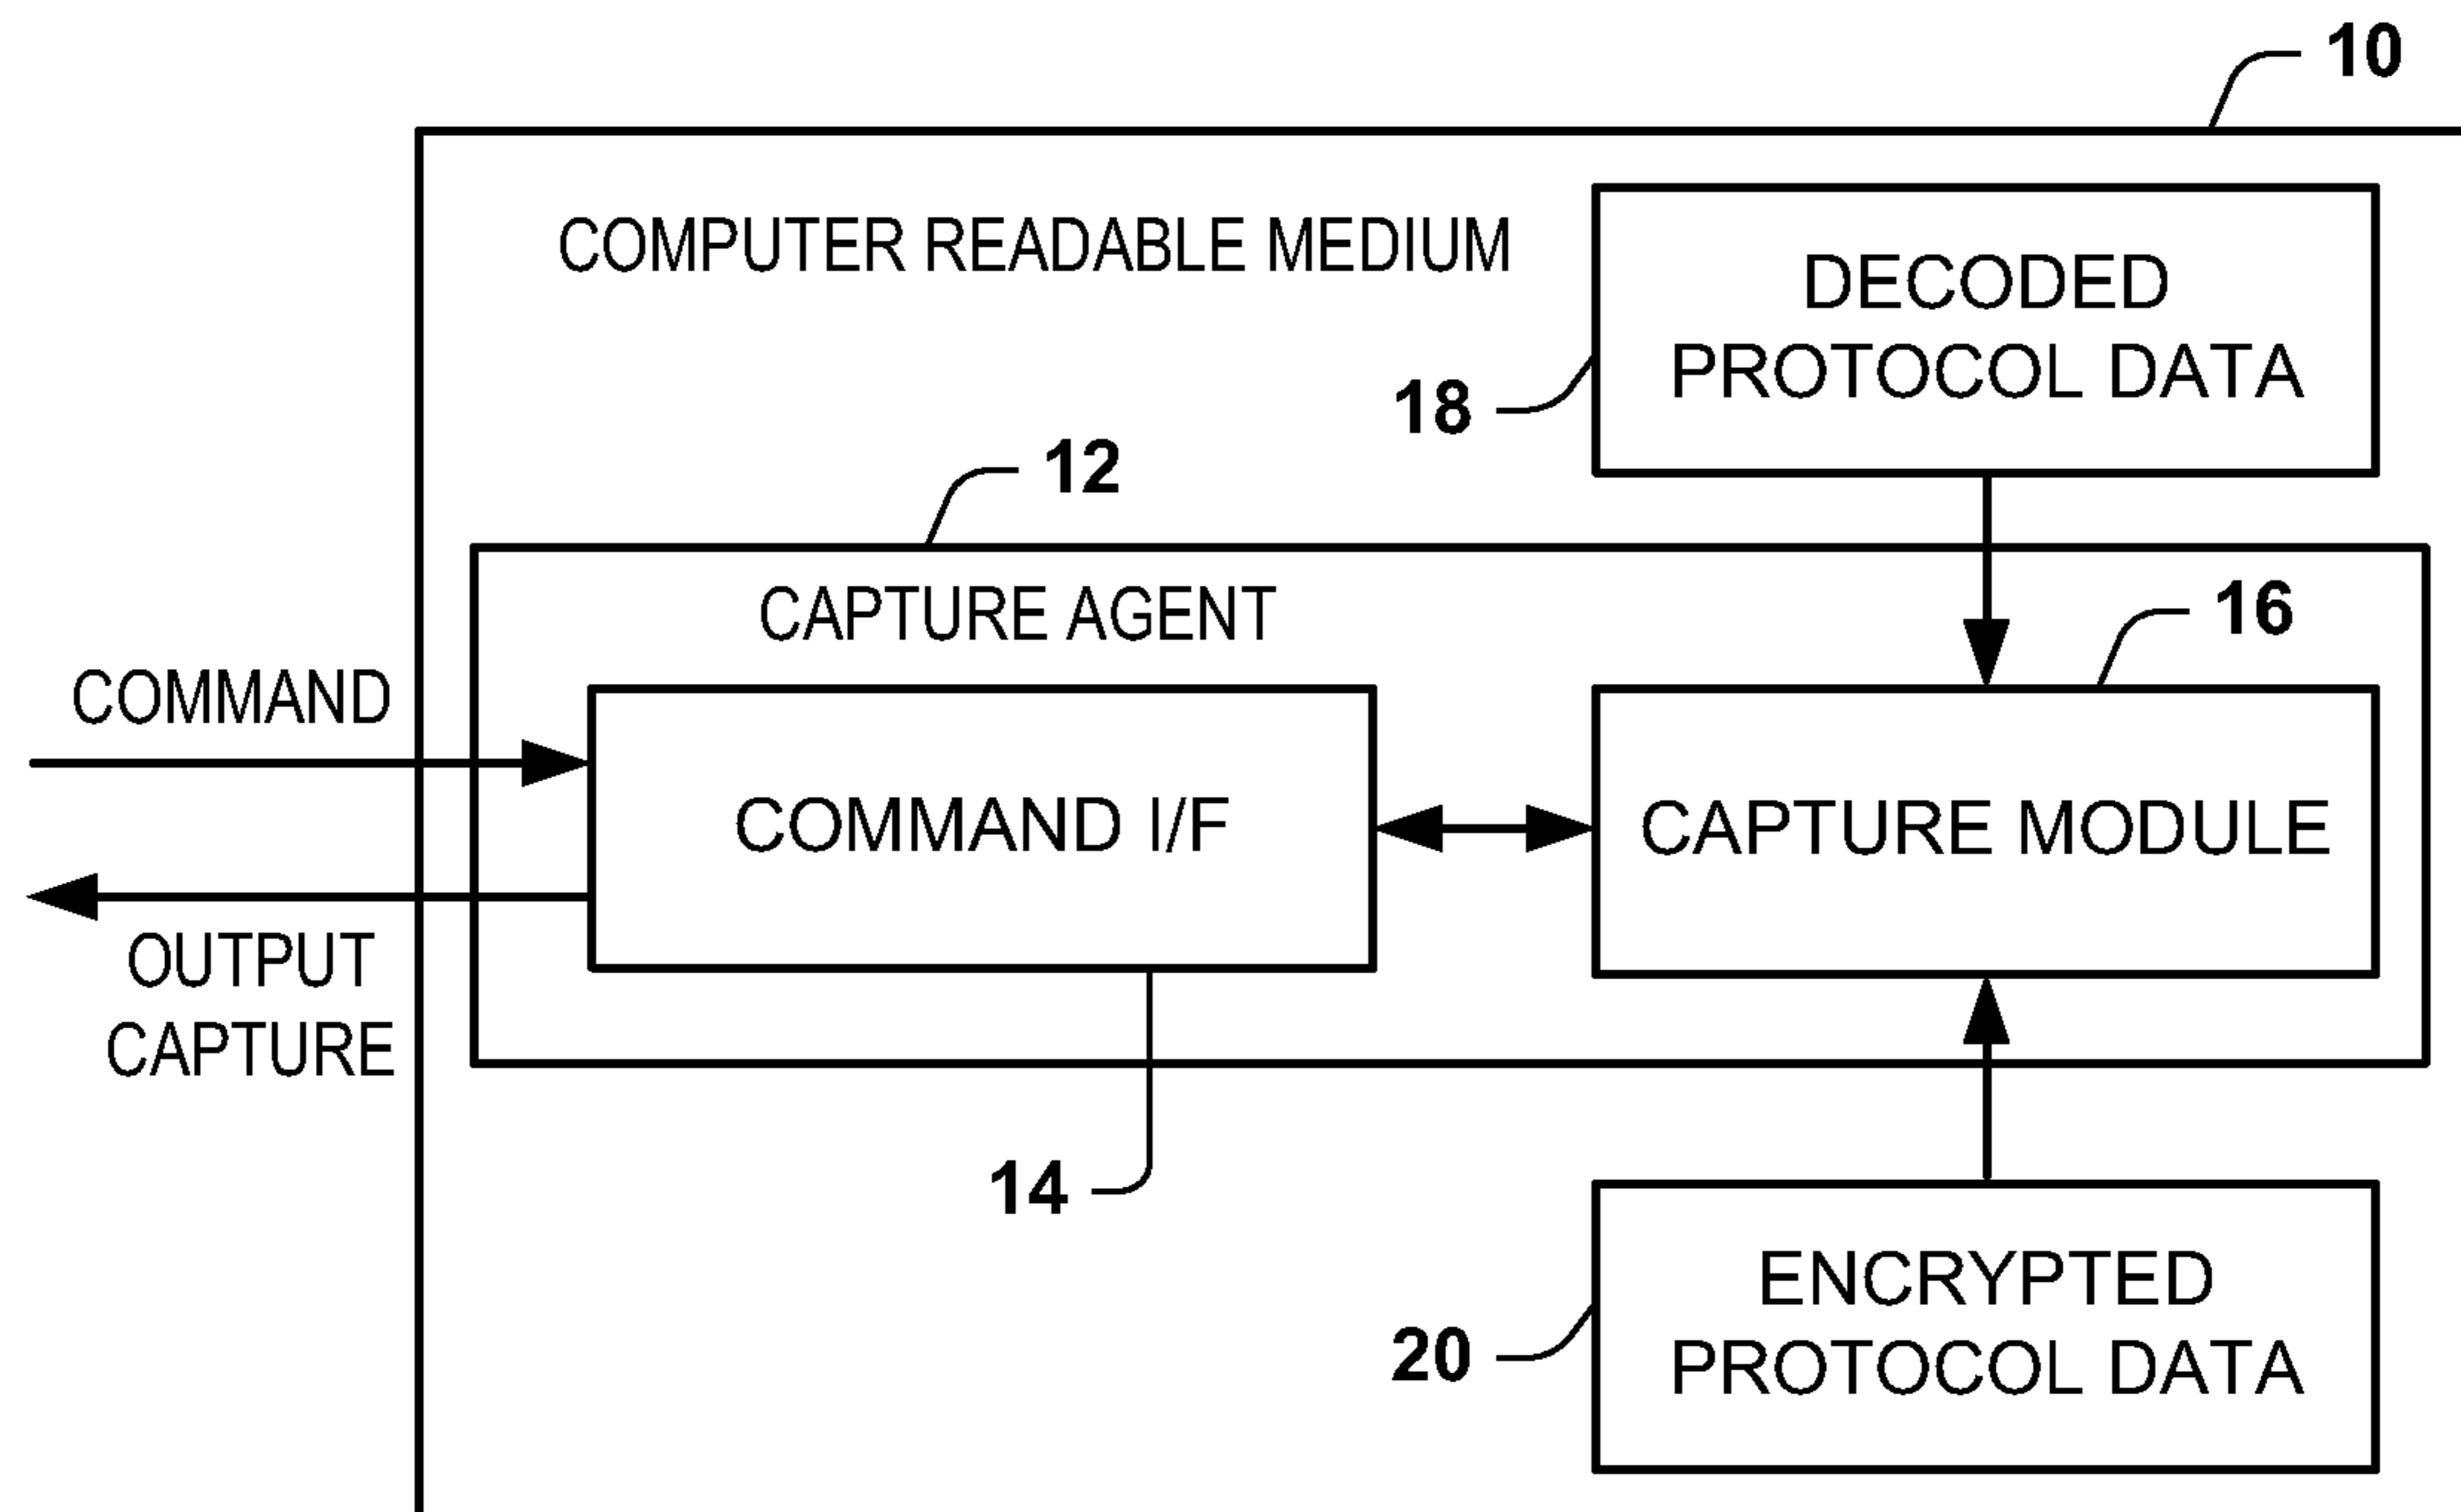 10
COMPUTER READABLE MEDIUM
DECODED
PROTOCOL DATA
18
12
CAPTURE AGENT
16
COMMAND
COMMAND I/F
CAPTURE MODULE
OUTPUT
CAPTURE
14
ENCRYPTED
PROTOCOL DATA
20